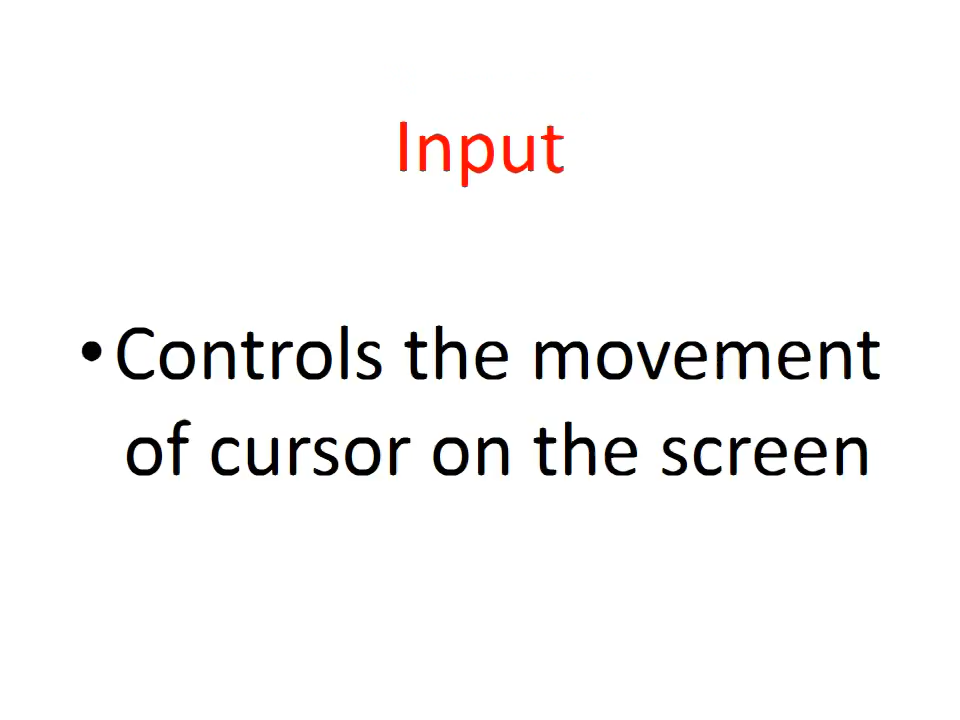 Input
•Controls the movement
of cursor on the screen